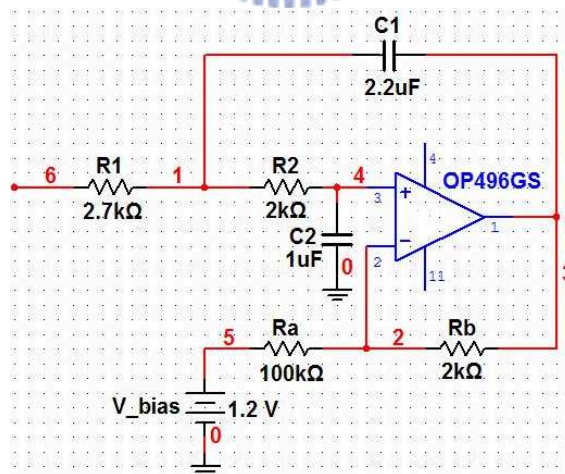 C1
2.2uF
6
R1
1
R2
4
4
OP496GS
2.7kΩ
2kΩ
3
+
1
C2
1uF
0
2
−
11
3
5
Ra
2
Rb
100kΩ
2kΩ
V_bias
1.2 V
0